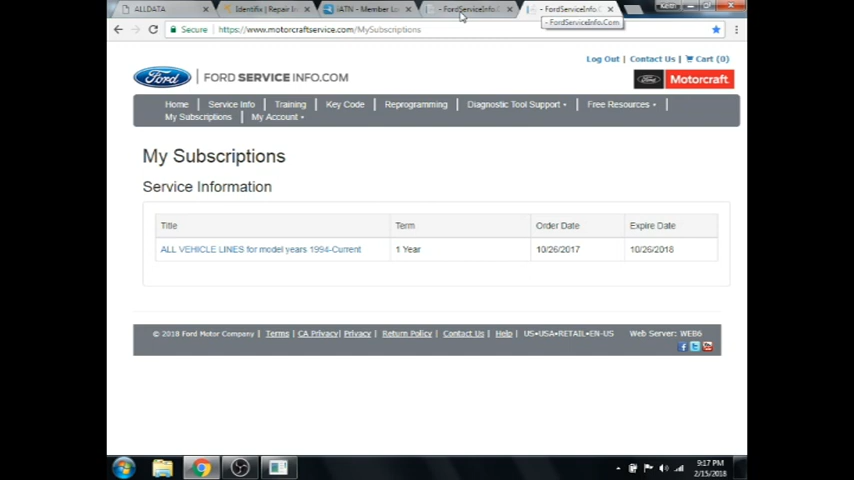 ALLDATA
Identifix | Repair In
iATN - Member Lo
- FordServiceInfo.C
- FordServiceInfo.C
Keith
Secure | https://www.motorcraftservice.com/MySubscriptions
- FordServiceInfo.Com
Log Out | Contact Us | Cart (0)
Ford | FORD SERVICE INFO.COM
Ford Motorcraft
Home | Service Info | Training | Key Code | Reprogramming | Diagnostic Tool Support | Free Resources |
My Subscriptions | My Account
My Subscriptions
Service Information
Title Term Order Date Expire Date
ALL VEHICLE LINES for model years 1994-Current 1 Year 10/26/2017 10/26/2018
© 2018 Ford Motor Company | Terms | CA Privacy | Privacy | Return Policy | Contact Us | Help | US•USA•RETAIL•EN-US Web Server: WEB6
9:17 PM
2/15/2018